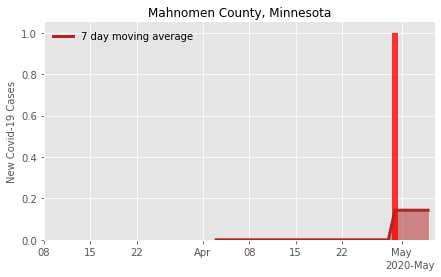 Mahnomen County, Minnesota
7 day moving average
New Covid-19 Cases
1.0
0.8
0.6
0.4
0.2
0.0
08 15 22 Apr 08 15 22 May
2020-May